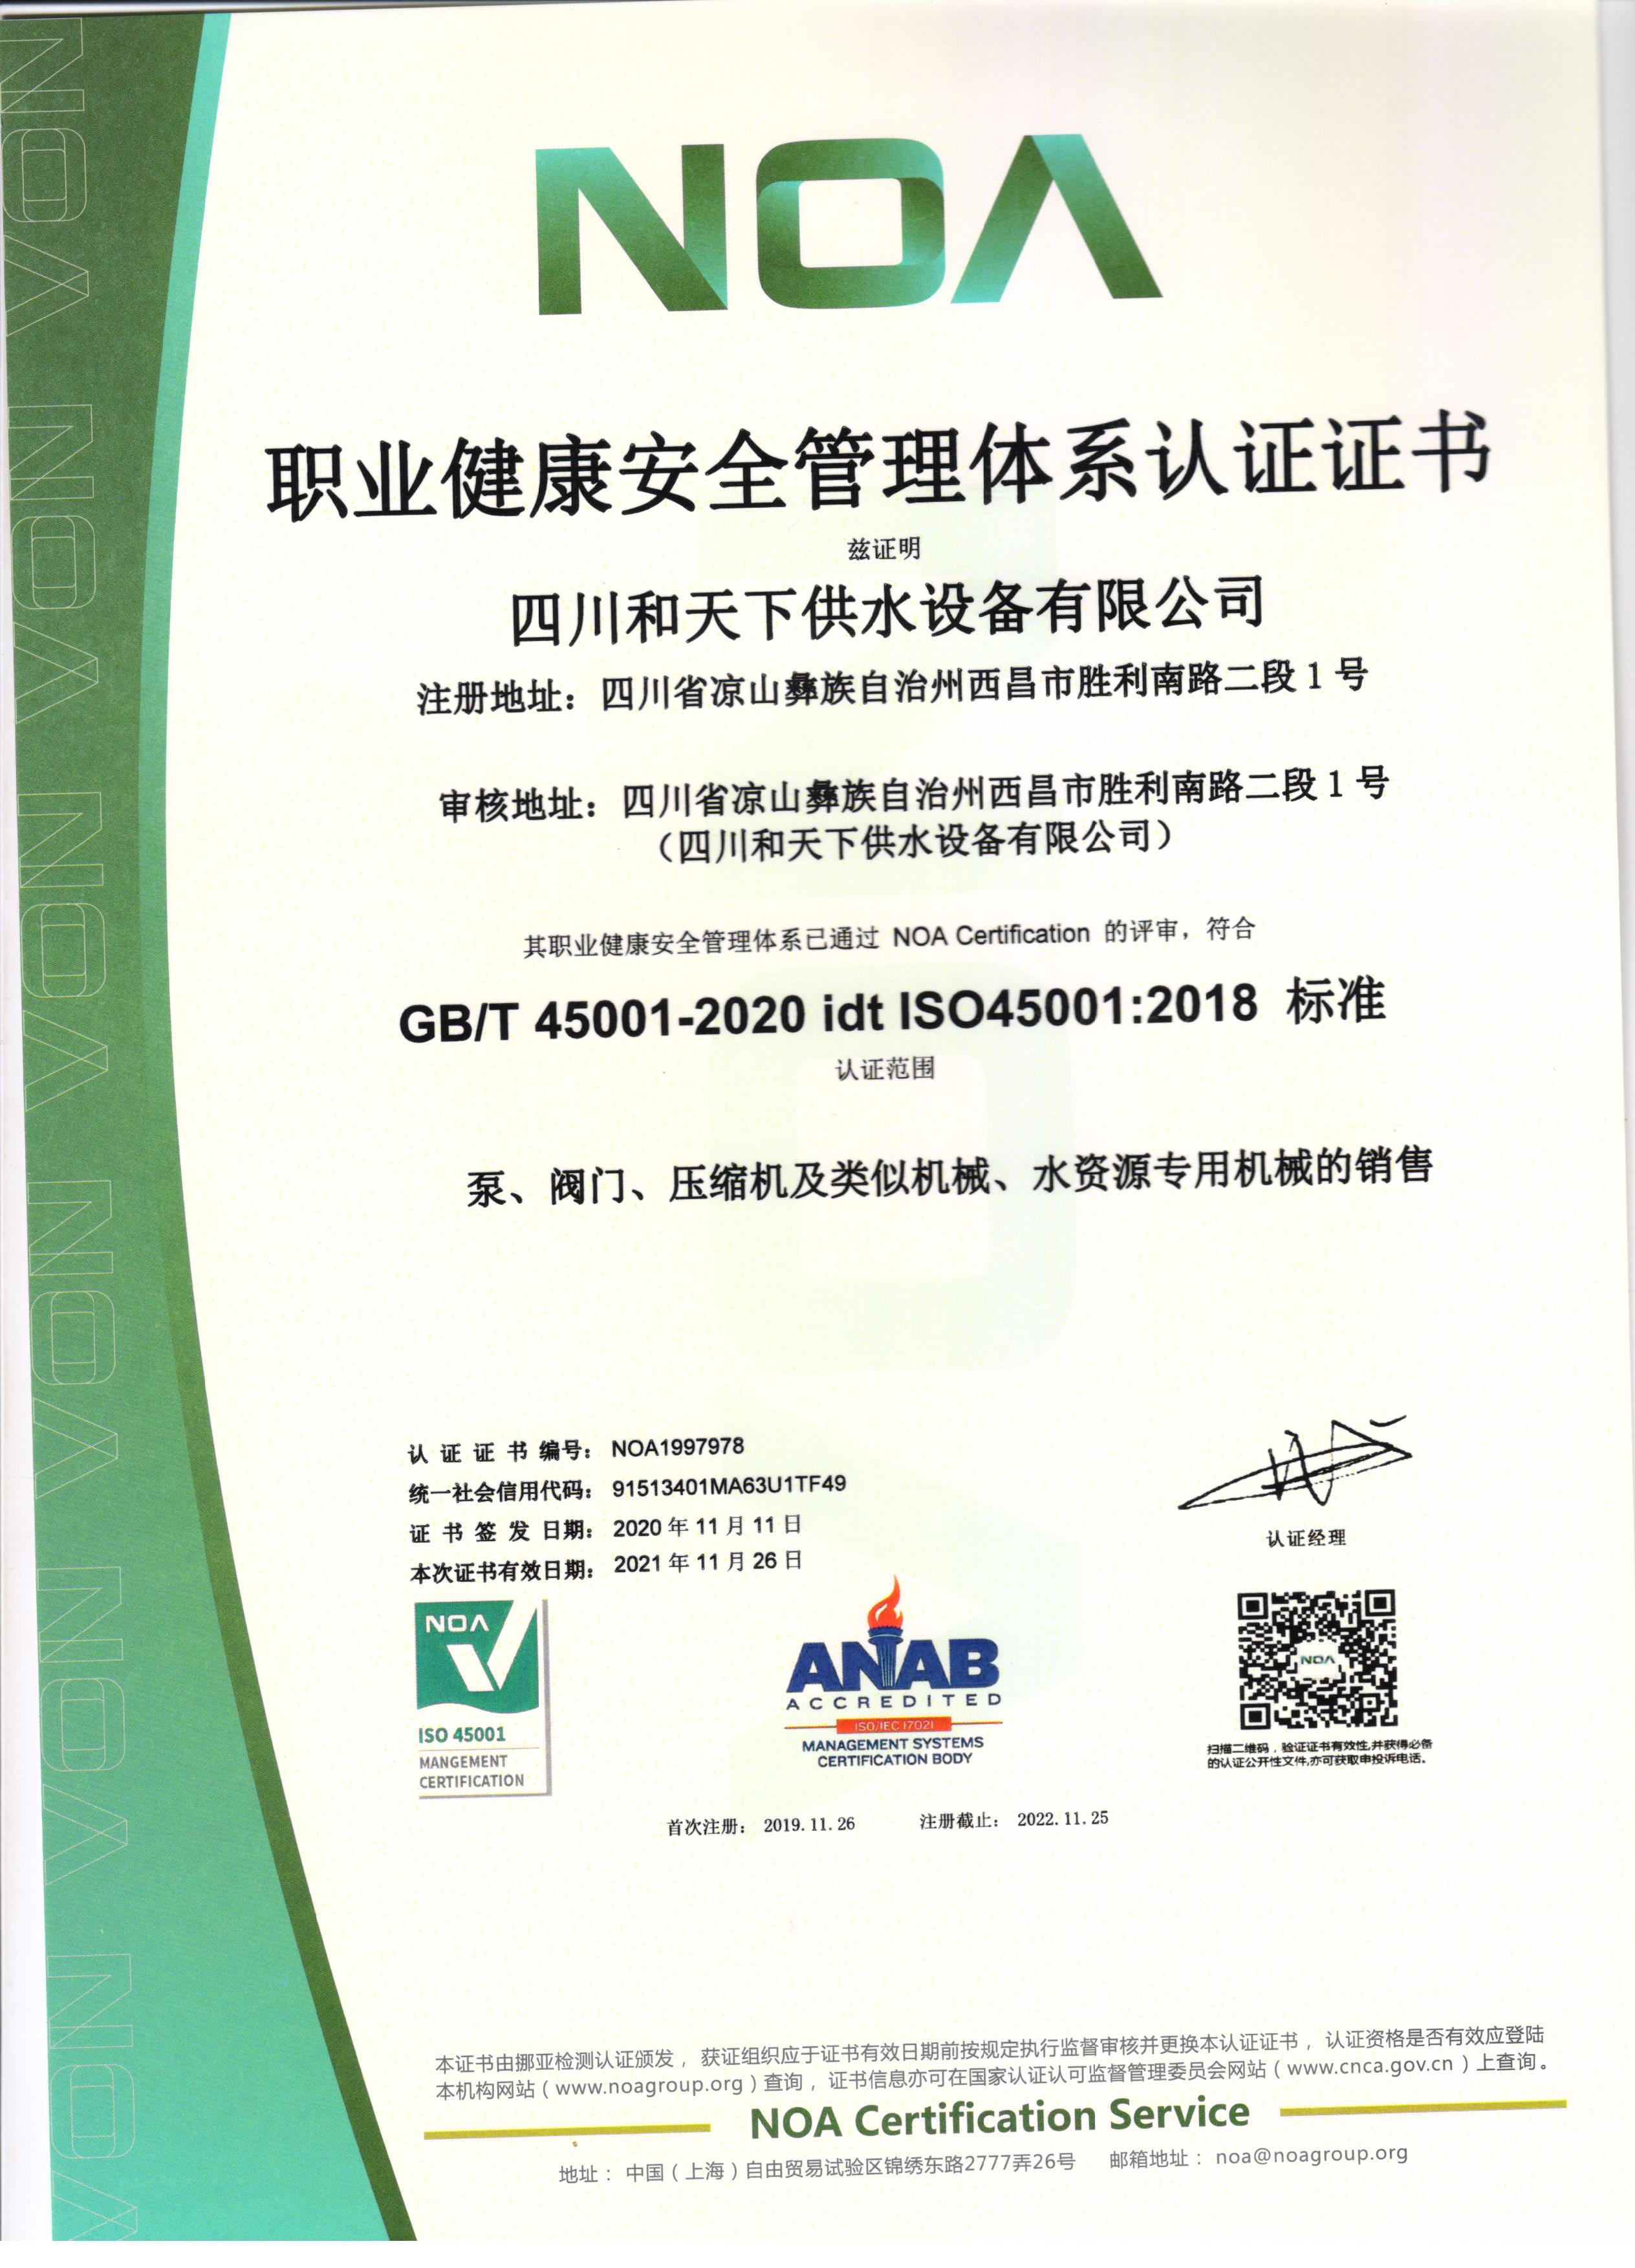 NOA
职业健康安全管理体系认证证书
兹证明
四川和天下供水设备有限公司
注册地址：四川省凉山彝族自治州西昌市胜利南路二段 1 号
审核地址：四川省凉山彝族自治州西昌市胜利南路二段 1 号
（四川和天下供水设备有限公司）
其职业健康安全管理体系已通过 NOA Certification 的评审，符合
GB/T 45001-2020 idt ISO45001:2018 标准
认证范围
泵、阀门、压缩机及类似机械、水资源专用机械的销售
认证证书编号： NOA1997978
统一社会信用代码： 91513401MA63U1TF49
证书签发日期： 2020 年 11 月 11 日
本次证书有效日期： 2021 年 11 月 26 日
认证经理
NOA
ISO 45001
MANGEMENT
CERTIFICATION
ANAB
ACCREDITED
ISO/IEC 17021
MANAGEMENT SYSTEMS
CERTIFICATION BODY
NOA
扫描二维码，验证证书有效性,并获得必备
的认证公开性文件,亦可获取申投诉电话。
首次注册： 2019.11.26 注册截止： 2022.11.25
本证书由挪亚检测认证颁发， 获证组织应于证书有效日期前按规定执行监督审核并更换本认证证书， 认证资格是否有效应登陆
本机构网站（www.noagroup.org）查询， 证书信息亦可在国家认证认可监督管理委员会网站（www.cnca.gov.cn）上查询。
NOA Certification Service
地址： 中国（上海）自由贸易试验区锦绣东路2777弄26号 邮箱地址： noa@noagroup.org